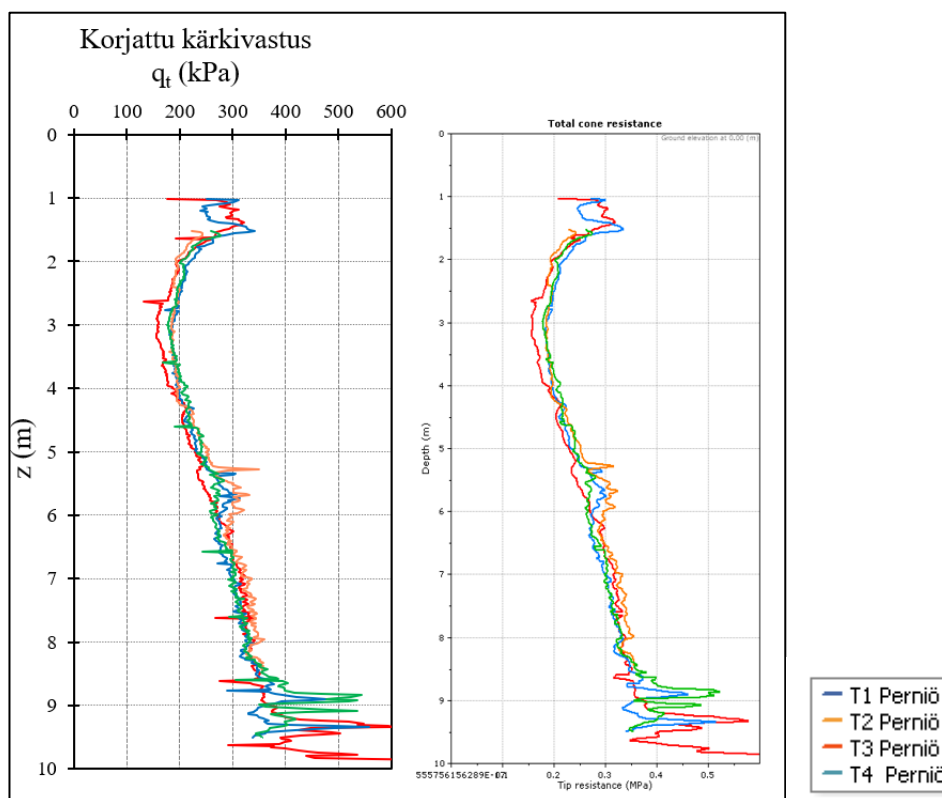 Korjattu kärkivastus
qt (kPa)
0 100 200 300 400 500 600
0
1
2
3
4
5
6
7
8
9
10
z (m)
Total cone resistance
Ground elevation at 0.00 (m)
0
1
2
3
4
5
6
7
8
9
10
Depth (m)
0.2 0.3 0.4 0.5
Tip resistance (MPa)
T1 Perniö
T2 Perniö
T3 Perniö
T4 Perniö